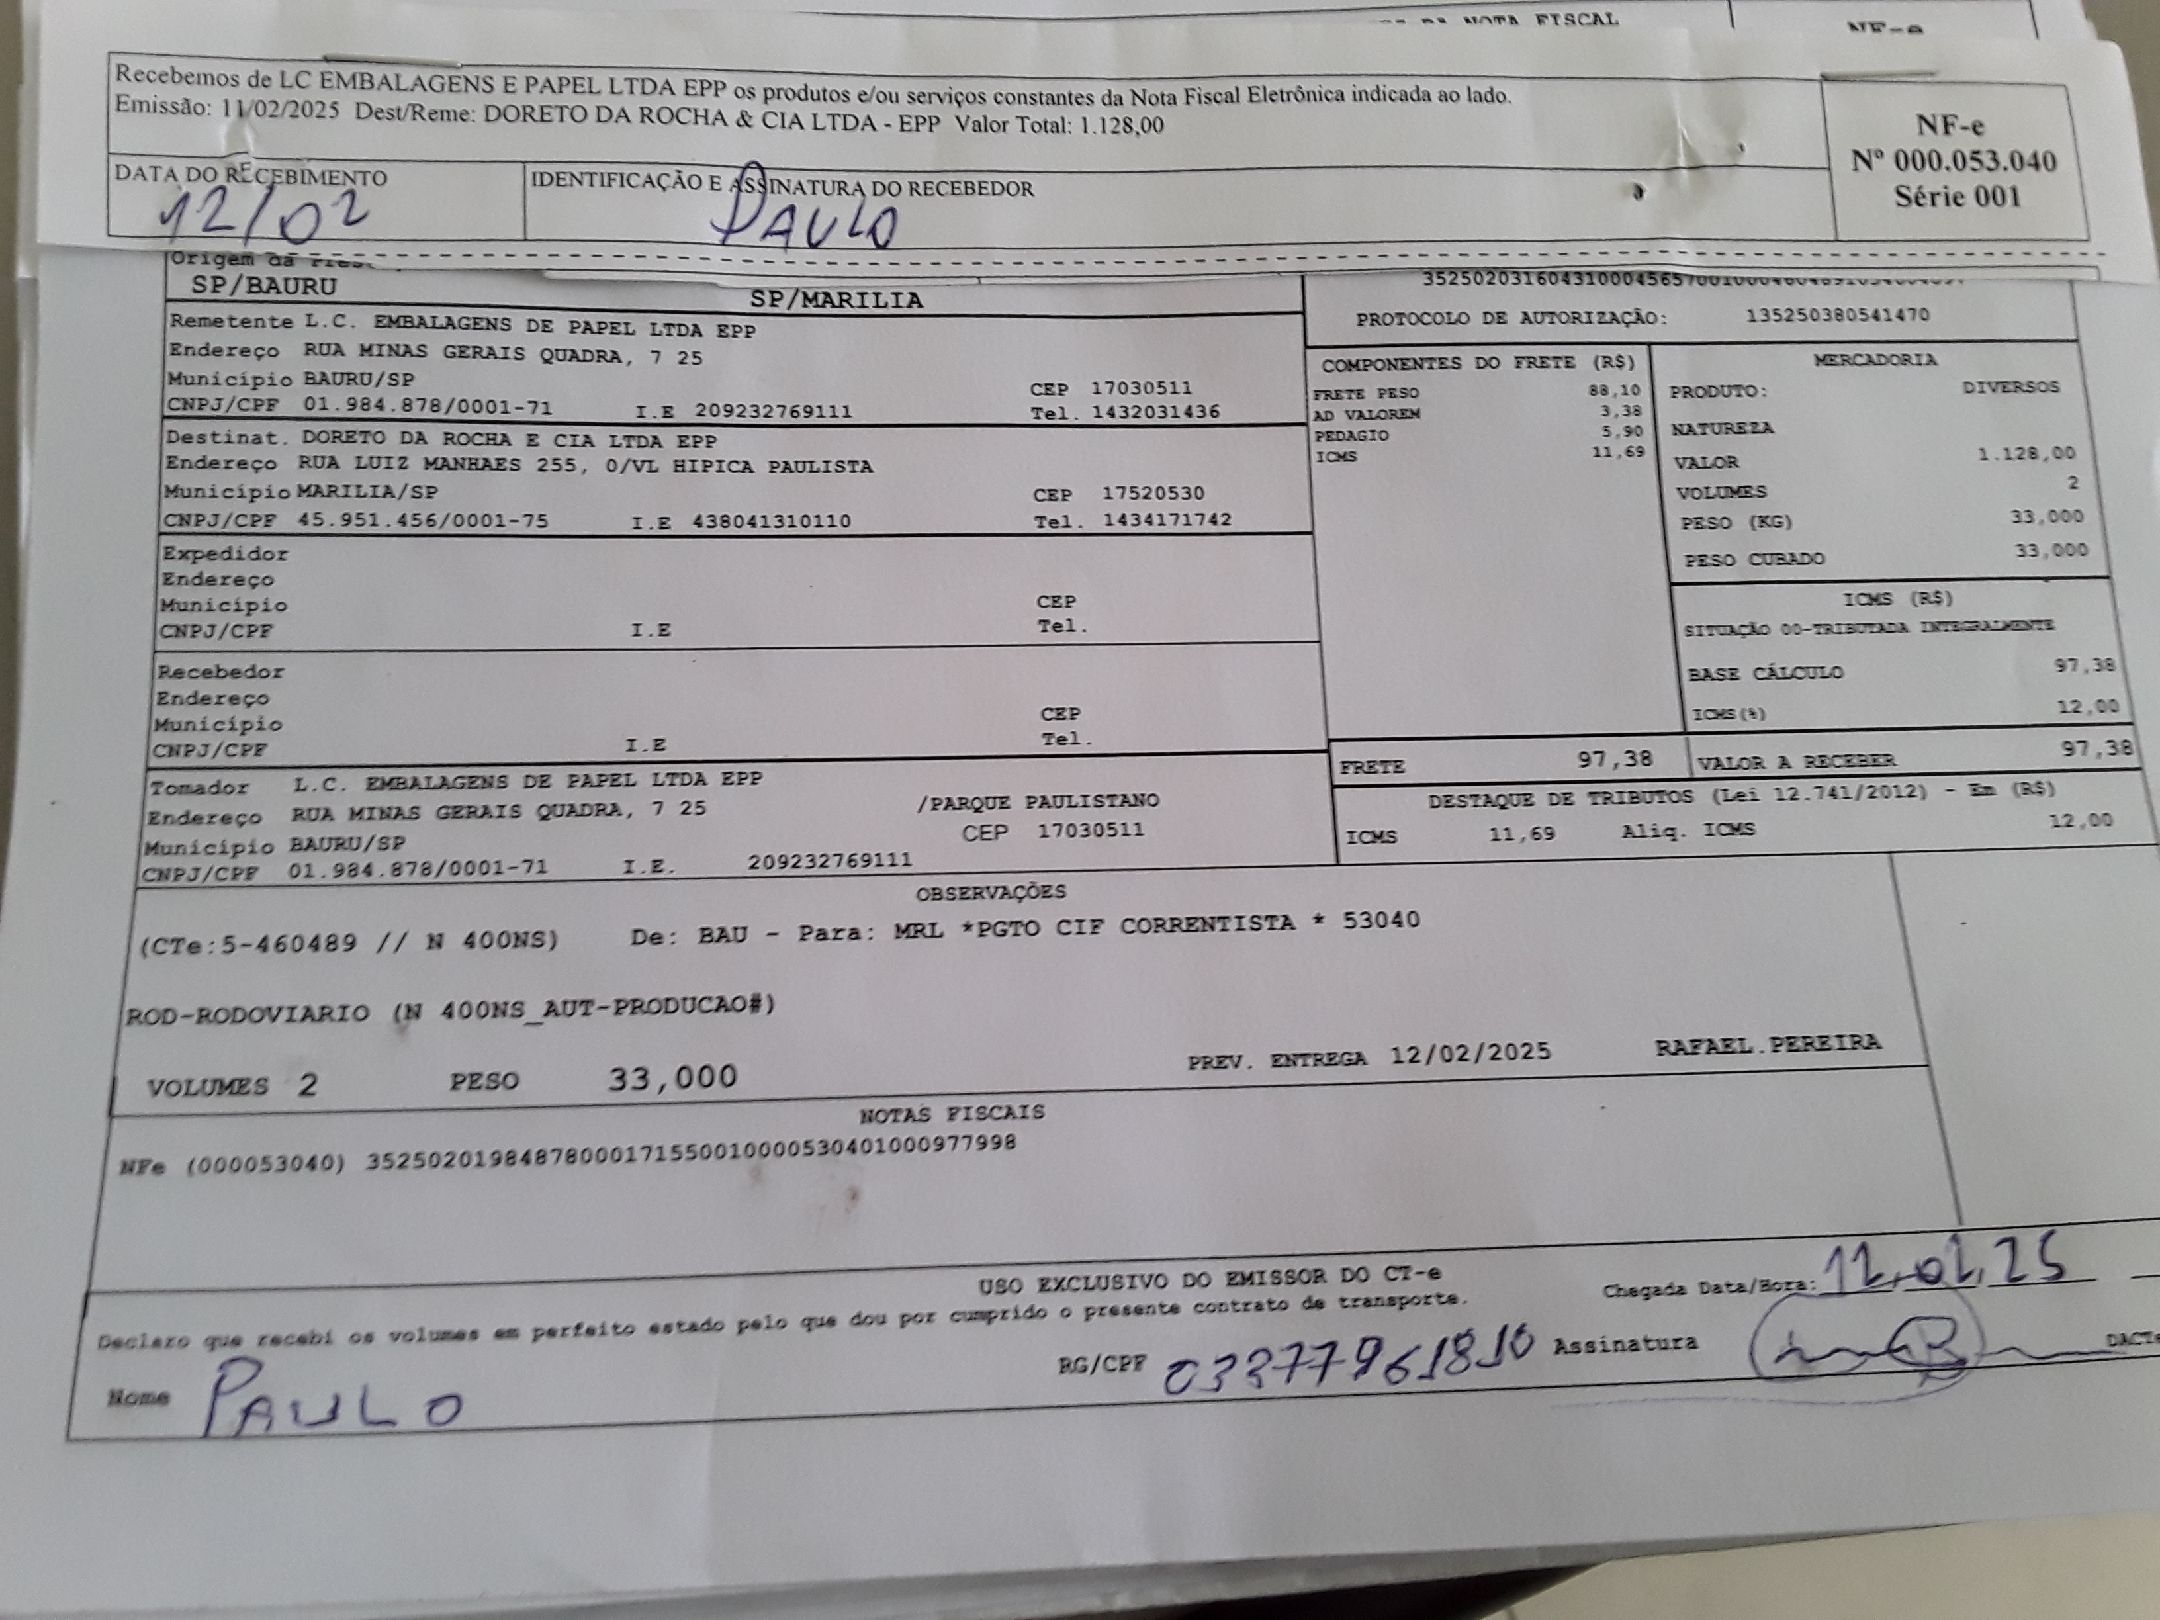 DA NOTA FISCAL
NF-e
Recebemos de LC EMBALAGENS E PAPEL LTDA EPP os produtos e/ou serviços constantes da Nota Fiscal Eletrônica indicada ao lado.
Emissão: 11/02/2025 Dest/Reme: DORETO DA ROCHA & CIA LTDA - EPP Valor Total: 1.128,00
NF-e
Nº 000.053.040
Série 001
DATA DO RECEBIMENTO
12/02
IDENTIFICAÇÃO E ASSINATURA DO RECEBEDOR
PAULO
Origem da
SP/BAURU
SP/MARILIA
Remetente L.C. EMBALAGENS DE PAPEL LTDA EPP
Endereço RUA MINAS GERAIS QUADRA, 7 25
Município BAURU/SP CEP 17030511
CNPJ/CPF 01.984.878/0001-71 I.E 209232769111 Tel. 1432031436
Destinat. DORETO DA ROCHA E CIA LTDA EPP
Endereço RUA LUIZ MANHAES 255, 0/VL HIPICA PAULISTA
Município MARILIA/SP CEP 17520530
CNPJ/CPF 45.951.456/0001-75 I.E 438041310110 Tel. 1434171742
Expedidor
Endereço
Município CEP
CNPJ/CPF I.E Tel.
Recebedor
Endereço
Município CEP
CNPJ/CPF I.E Tel.
Tomador L.C. EMBALAGENS DE PAPEL LTDA EPP
Endereço RUA MINAS GERAIS QUADRA, 7 25 /PARQUE PAULISTANO
Município BAURU/SP CEP 17030511
CNPJ/CPF 01.984.878/0001-71 I.E. 209232769111
PROTOCOLO DE AUTORIZAÇÃO: 135250380541470
COMPONENTES DO FRETE (R$)
FRETE PESO 88,10
AD VALOREM 3,38
PEDAGIO 5,90
ICMS 11,69
MERCADORIA
PRODUTO: DIVERSOS
NATUREZA
VALOR 1.128,00
VOLUMES 2
PESO (KG) 33,000
PESO CUBADO 33,000
ICMS (R$)
SITUAÇÃO 00-TRIBUTADA INTEGRALMENTE
BASE CÁLCULO 97,38
ICMS(%) 12,00
FRETE 97,38 VALOR A RECEBER 97,38
DESTAQUE DE TRIBUTOS (Lei 12.741/2012) - Em (R$)
ICMS 11,69 Aliq. ICMS 12,00
OBSERVAÇÕES
(CTe:5-460489 // N 400NS) De: BAU - Para: MRL *PGTO CIF CORRENTISTA * 53040
ROD-RODOVIARIO (N 400NS_AUT-PRODUCAO#)
VOLUMES 2 PESO 33,000 PREV. ENTREGA 12/02/2025 RAFAEL.PEREIRA
NOTAS FISCAIS
NFe (000053040) 35250201984878000171550010000530401000977998
USO EXCLUSIVO DO EMISSOR DO CT-e
Declaro que recebi os volumes em perfeito estado pelo que dou por cumprido o presente contrato de transporte.
Chegada Data/Hora: 12,02,25
Nome PAULO
RG/CPF 03377961810 Assinatura
DACTe